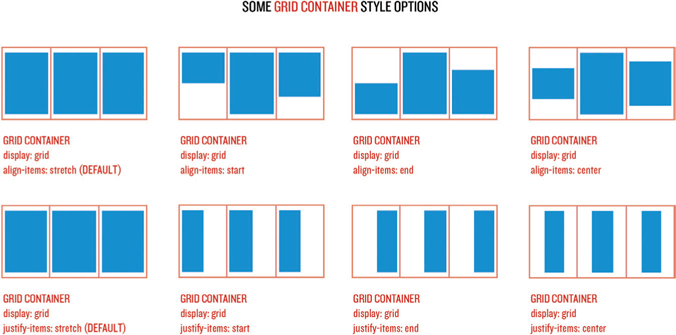 SOME GRID CONTAINER STYLE OPTIONS
GRID CONTAINER
display: grid
align-items: stretch (DEFAULT)
GRID CONTAINER
display: grid
align-items: start
GRID CONTAINER
display: grid
align-items: end
GRID CONTAINER
display: grid
align-items: center
GRID CONTAINER
display: grid
justify-items: stretch (DEFAULT)
GRID CONTAINER
display: grid
justify-items: start
GRID CONTAINER
display: grid
justify-items: end
GRID CONTAINER
display: grid
justify-items: center